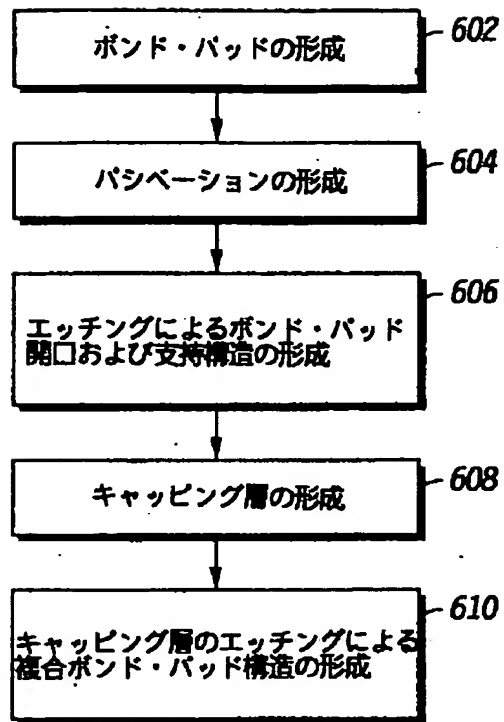 ボンド・パッドの形成
602
パシベーションの形成
604
606
エッチングによるボンド・パッド
開口および支持構造の形成
キャッピング層の形成
608
610
キャッピング層のエッチングによる
複合ボンド・パッド構造の形成